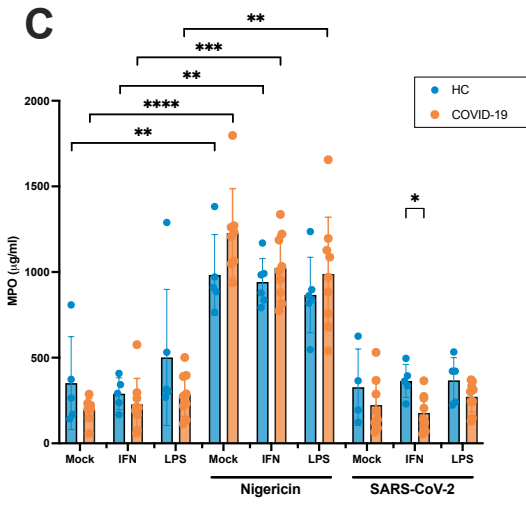 C
**
***
**
****
**
HC
COVID-19
*
MPO (µg/ml)
2000
1500
1000
500
0
Mock IFN LPS Mock IFN LPS Mock IFN LPS
Nigericin SARS-CoV-2